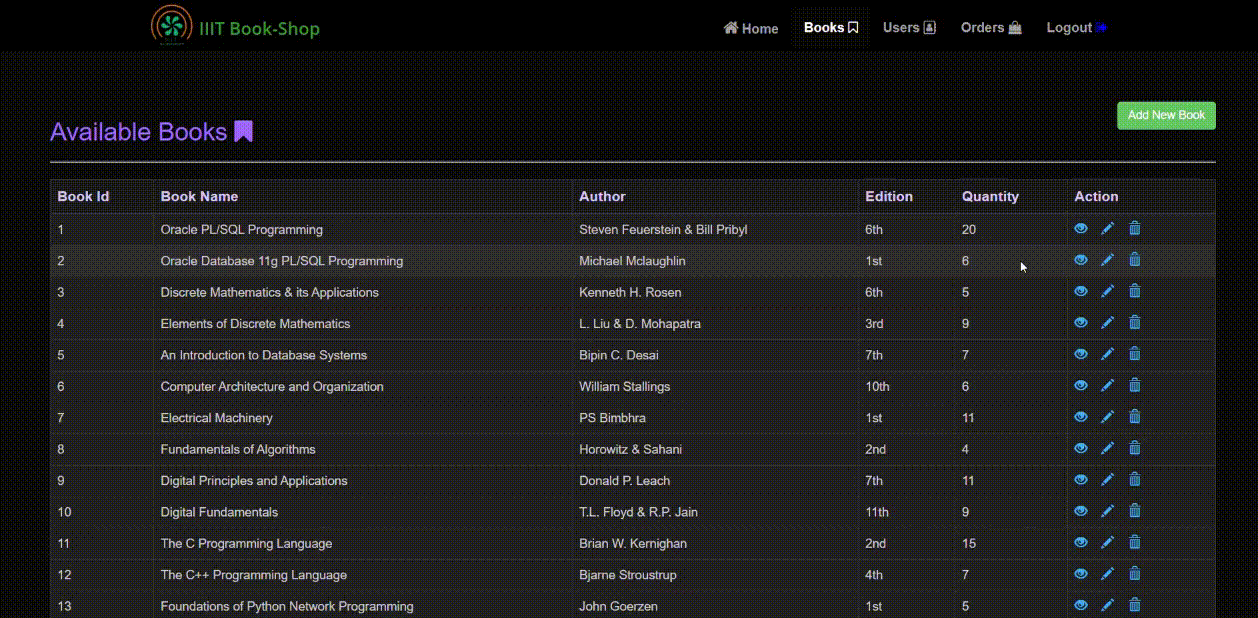 IIIT Book-Shop Home Books Users Orders Logout
Available Books
Add New Book
Book Id Book Name Author Edition Quantity Action
1 Oracle PL/SQL Programming Steven Feuerstein & Bill Pribyl 6th 20
2 Oracle Database 11g PL/SQL Programming Michael Mclaughlin 1st 6
3 Discrete Mathematics & its Applications Kenneth H. Rosen 6th 5
4 Elements of Discrete Mathematics L. Liu & D. Mohapatra 3rd 9
5 An Introduction to Database Systems Bipin C. Desai 7th 7
6 Computer Architecture and Organization William Stallings 10th 6
7 Electrical Machinery PS Bimbhra 1st 11
8 Fundamentals of Algorithms Horowitz & Sahani 2nd 4
9 Digital Principles and Applications Donald P. Leach 7th 11
10 Digital Fundamentals T.L. Floyd & R.P. Jain 11th 9
11 The C Programming Language Brian W. Kernighan 2nd 15
12 The C++ Programming Language Bjarne Stroustrup 4th 7
13 Foundations of Python Network Programming John Goerzen 1st 5